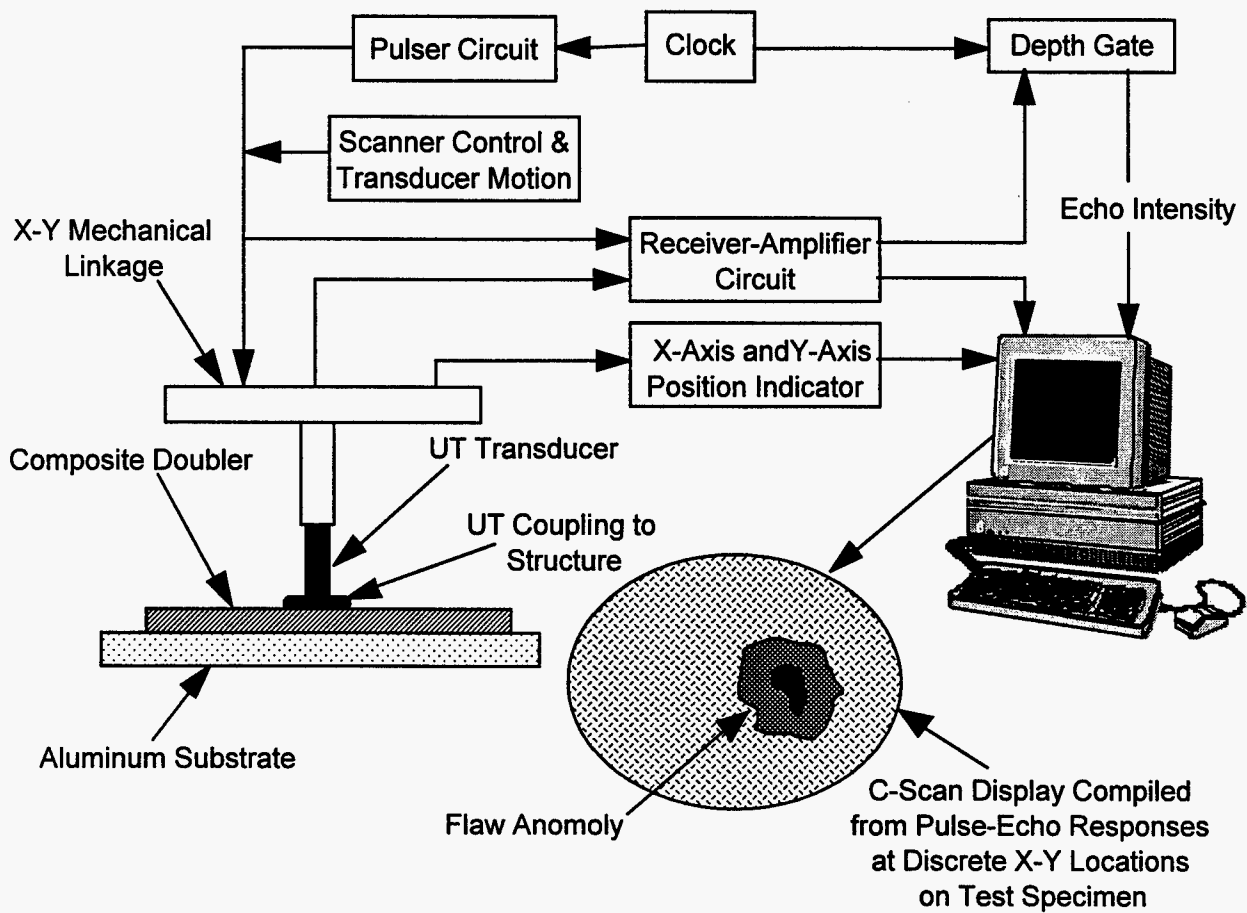 Pulser Circuit
Clock
Depth Gate
Scanner Control &
Transducer Motion
Echo Intensity
X-Y Mechanical
Linkage
Receiver-Amplifier
Circuit
X-Axis andY-Axis
Position Indicator
Composite Doubler
UT Transducer
UT Coupling to
Structure
Aluminum Substrate
Flaw Anomoly
C-Scan Display Compiled
from Pulse-Echo Responses
at Discrete X-Y Locations
on Test Specimen